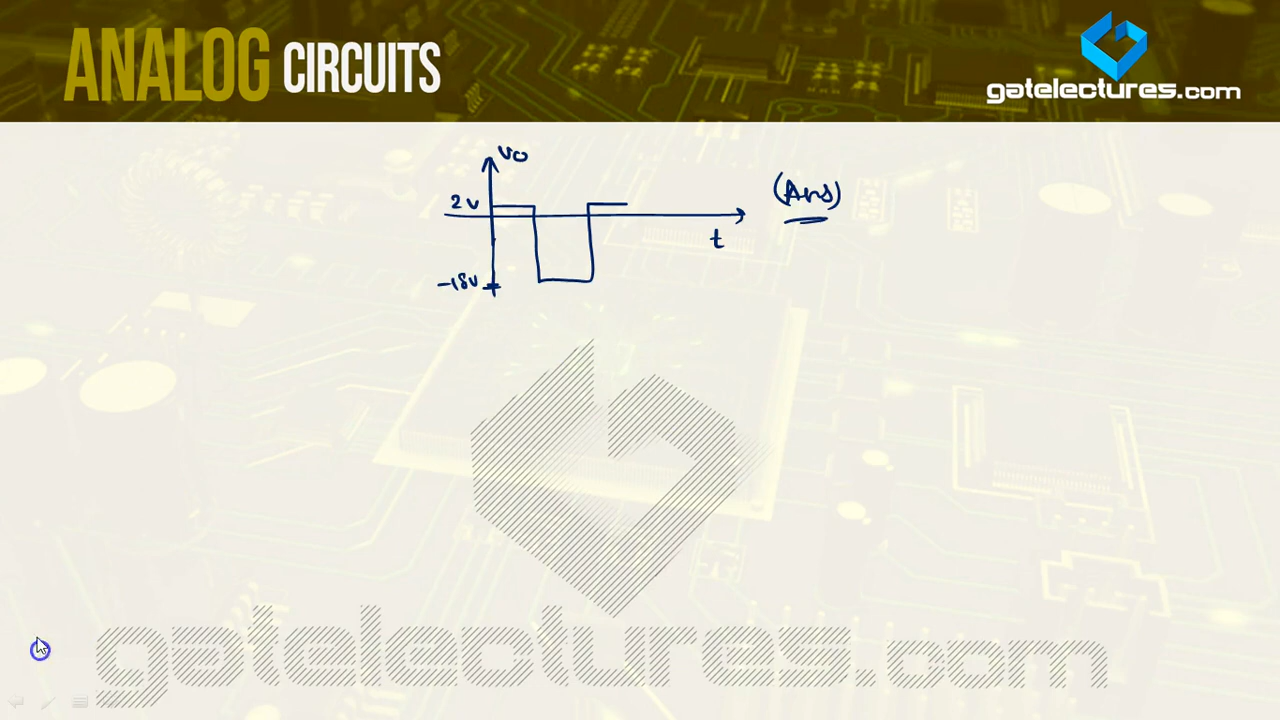 ANALOG CIRCUITS
gatelectures.com
Vo
2V
(Ans)
t
-18V
gatelectures.com